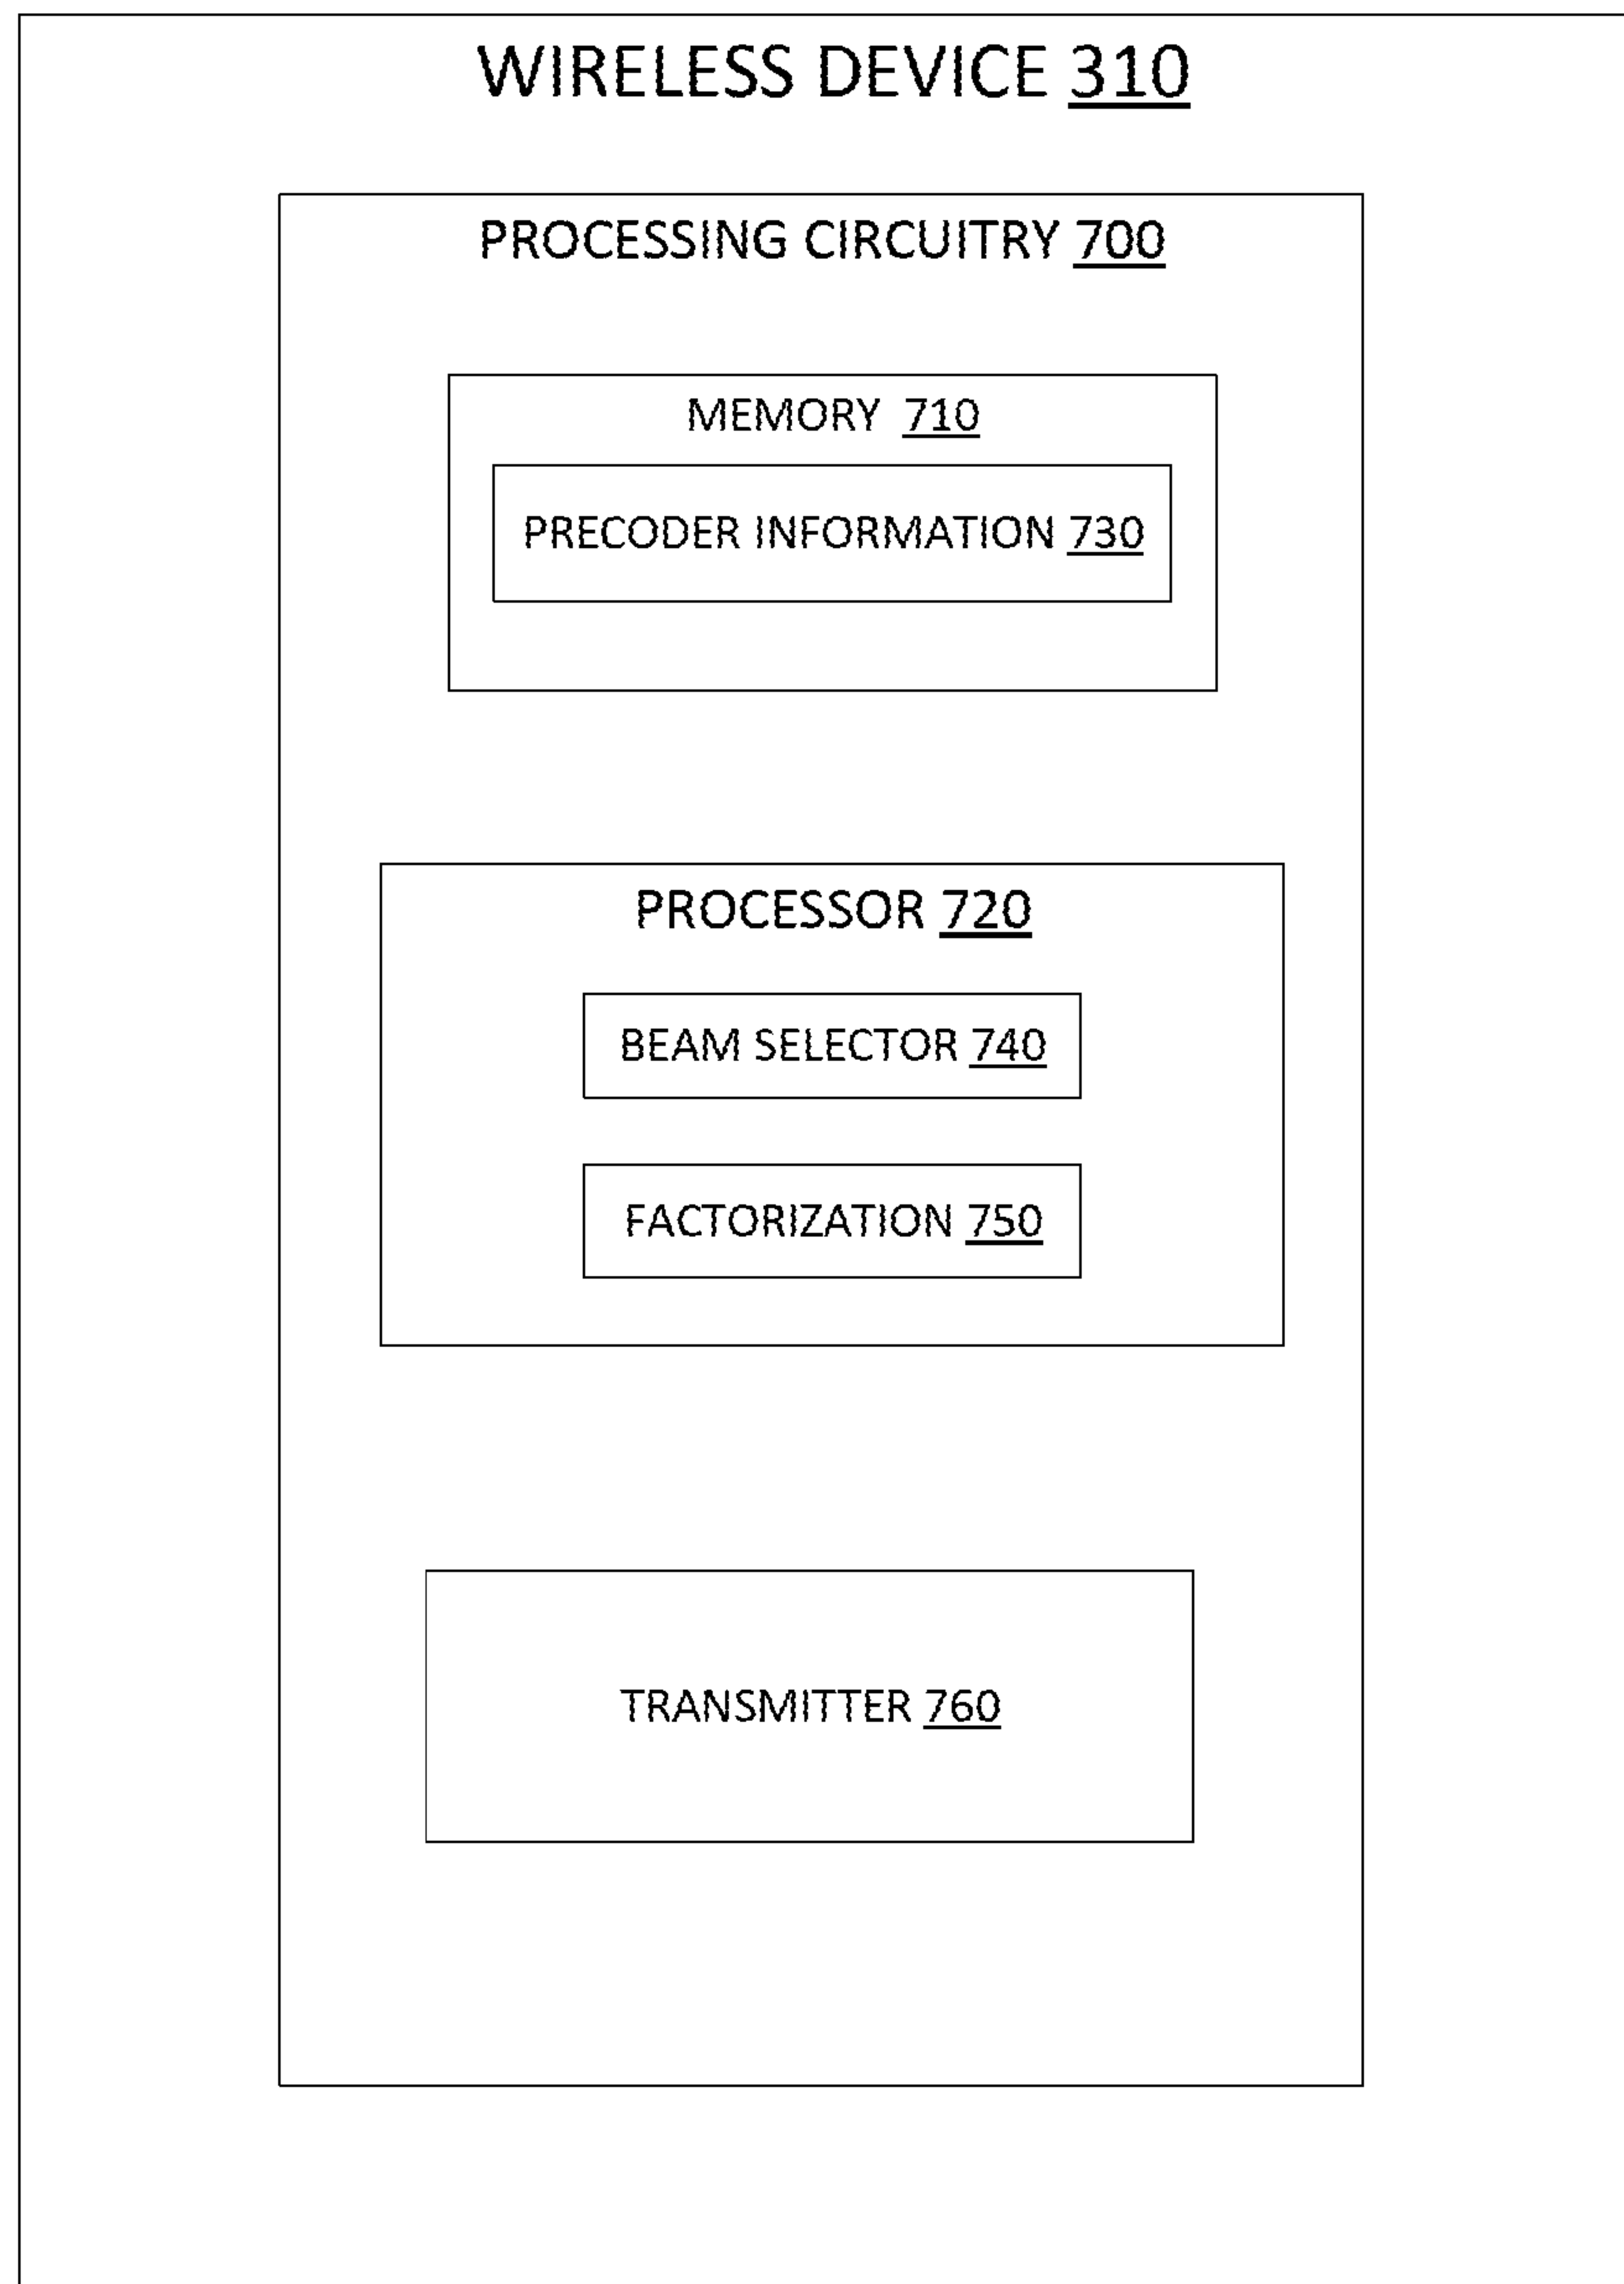 WIRELESS DEVICE 310
PROCESSING CIRCUITRY 700
MEMORY 710
PRECODER INFORMATION 730
PROCESSOR 720
BEAM SELECTOR 740
FACTORIZATION 750
TRANSMITTER 760